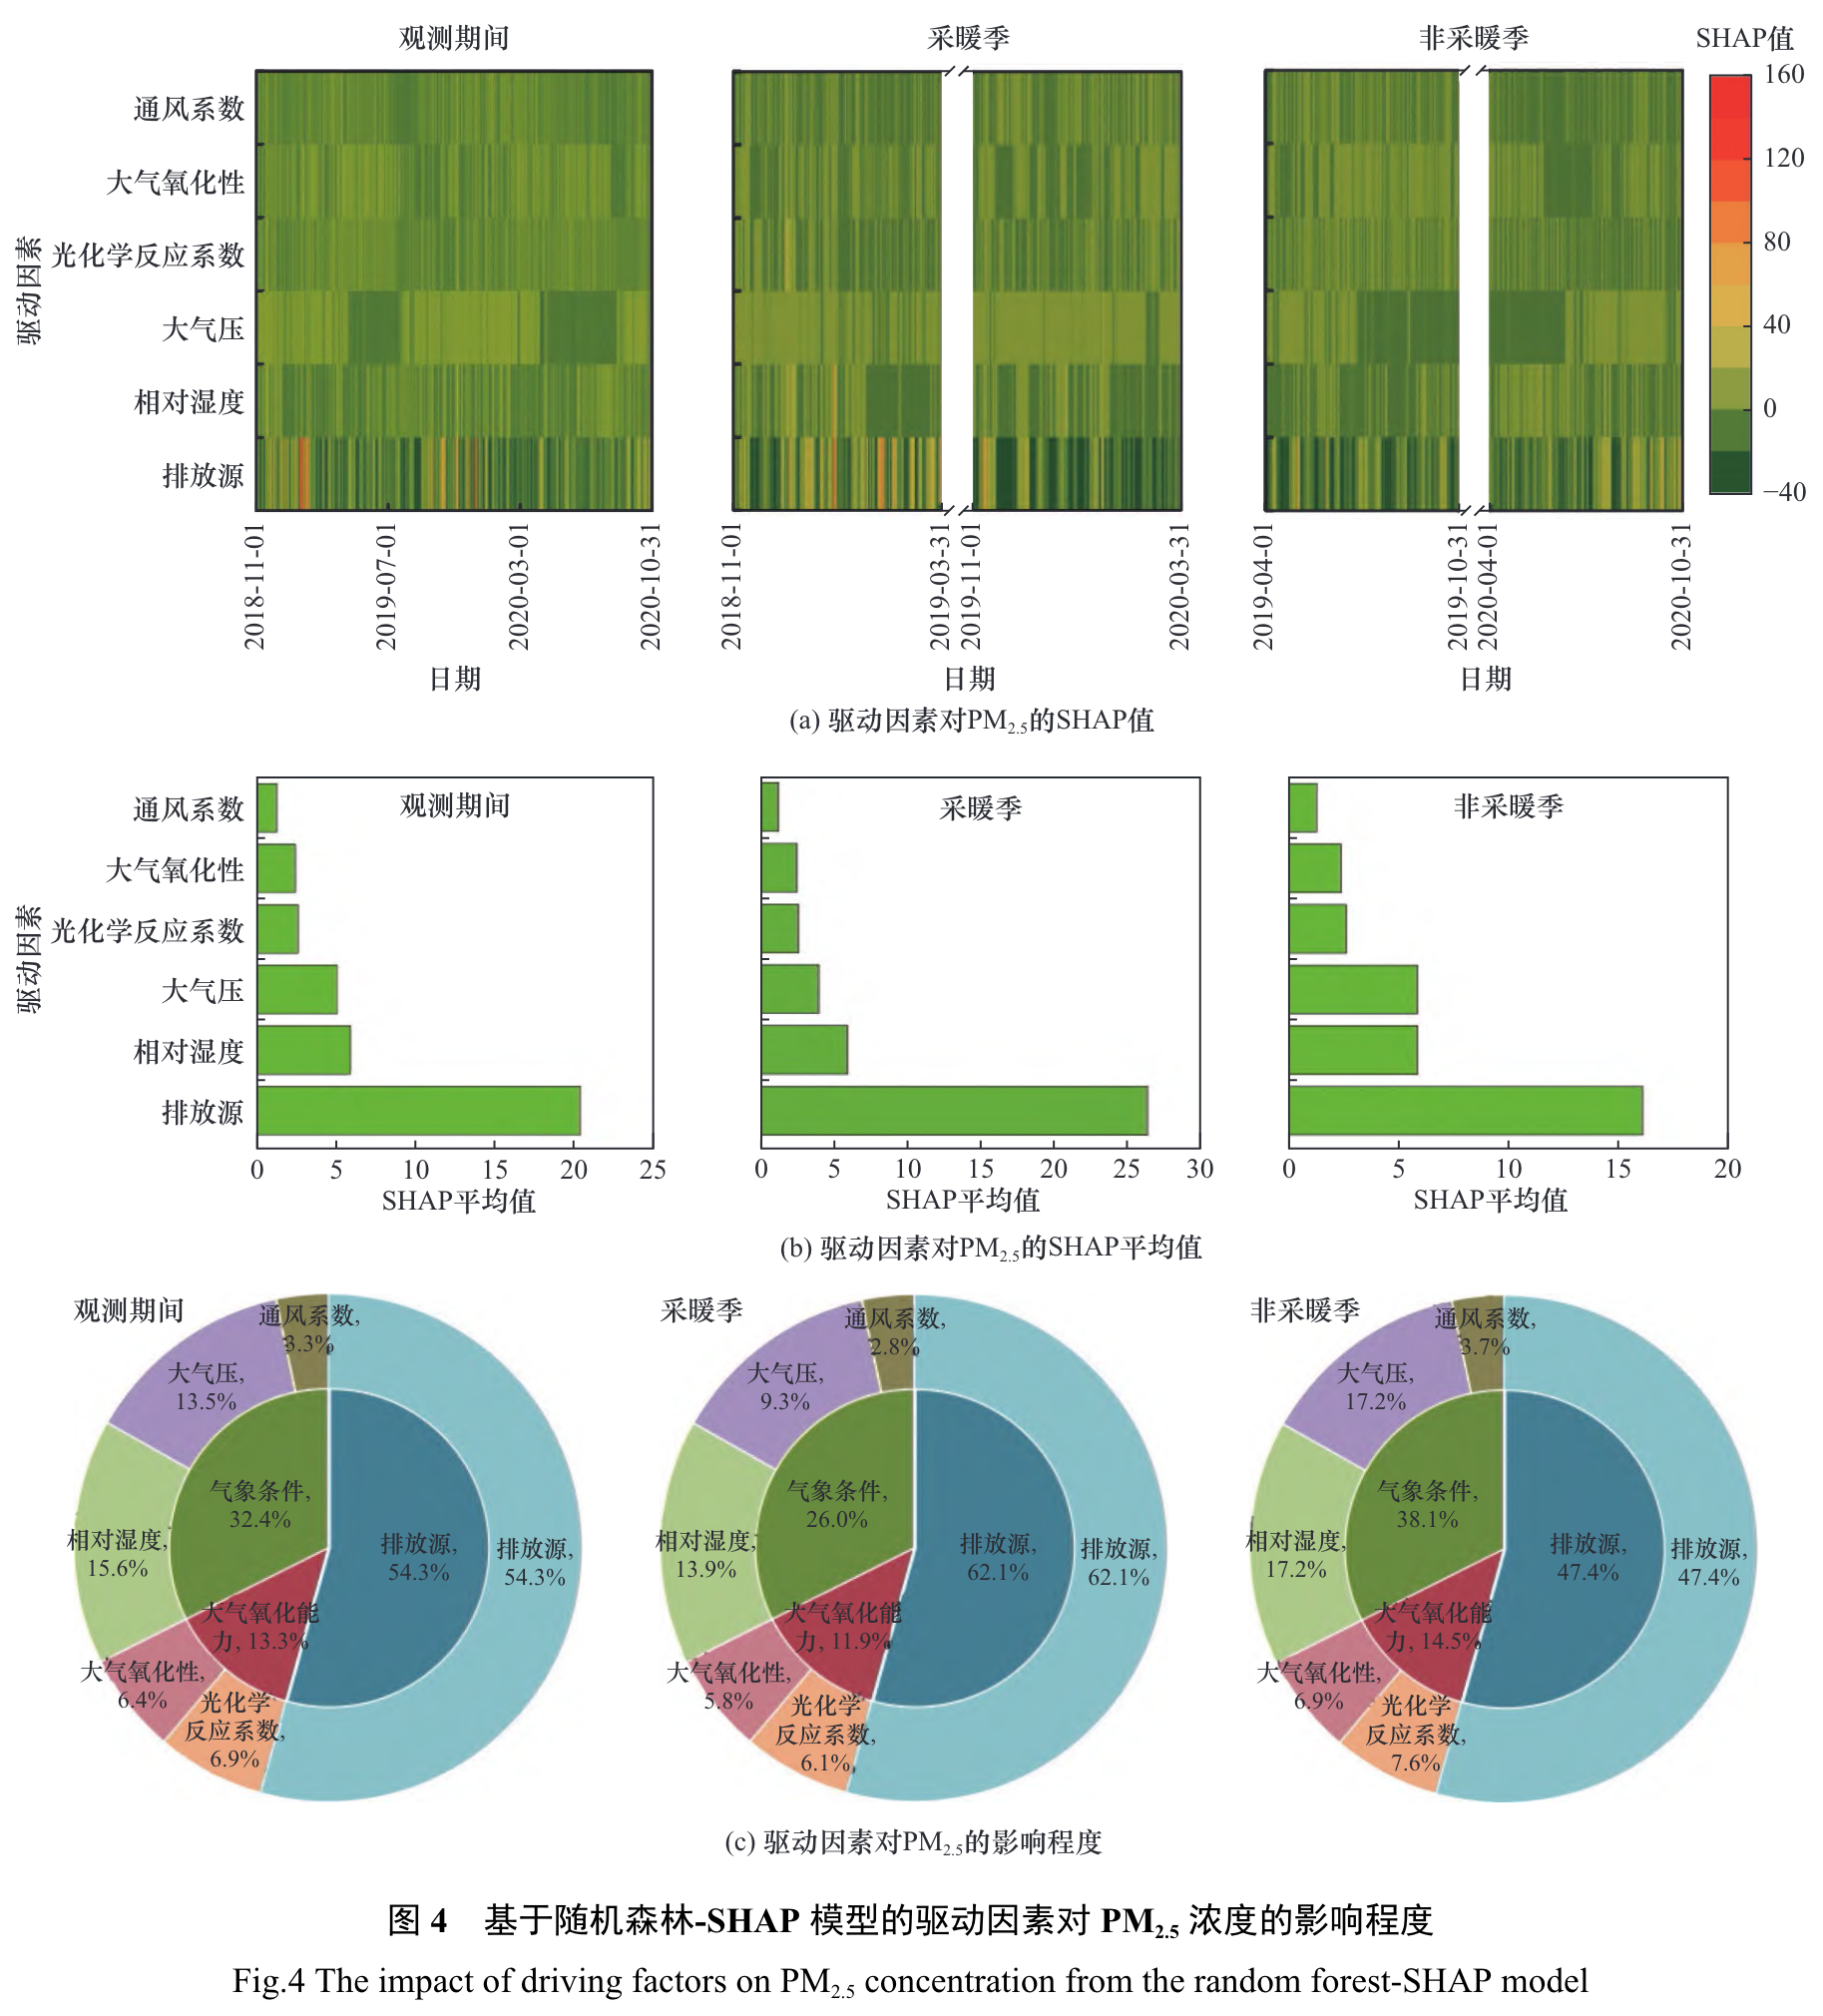 观测期间
采暖季
非采暖季
SHAP值
驱动因素
通风系数
大气氧化性
光化学反应系数
大气压
相对湿度
排放源
160
120
80
40
0
−40
2018-11-01
2019-07-01
2020-03-01
2020-10-31
2018-11-01
2019-03-31
2019-11-01
2020-03-31
2019-04-01
2019-10-31
2020-04-01
2020-10-31
日期
日期
日期
(a) 驱动因素对PM2.5的SHAP值
驱动因素
通风系数
大气氧化性
光化学反应系数
大气压
相对湿度
排放源
观测期间
采暖季
非采暖季
0 5 10 15 20 25
0 5 10 15 20 25 30
0 5 10 15 20
SHAP平均值
SHAP平均值
SHAP平均值
(b) 驱动因素对PM2.5的SHAP平均值
观测期间
通风系数,
3.3%
大气压,
13.5%
气象条件,
32.4%
相对湿度,
15.6%
排放源,
54.3%
排放源,
54.3%
大气氧化能
力, 13.3%
大气氧化性,
6.4%
光化学
反应系数,
6.9%
采暖季
通风系数,
2.8%
大气压,
9.3%
气象条件,
26.0%
相对湿度,
13.9%
排放源,
62.1%
排放源,
62.1%
大气氧化能
力, 11.9%
大气氧化性,
5.8%
光化学
反应系数,
6.1%
非采暖季
通风系数,
3.7%
大气压,
17.2%
气象条件,
38.1%
相对湿度,
17.2%
排放源,
47.4%
排放源,
47.4%
大气氧化能
力, 14.5%
大气氧化性,
6.9%
光化学
反应系数,
7.6%
(c) 驱动因素对PM2.5的影响程度
图 4 基于随机森林-SHAP 模型的驱动因素对 PM2.5 浓度的影响程度
Fig.4 The impact of driving factors on PM2.5 concentration from the random forest-SHAP model